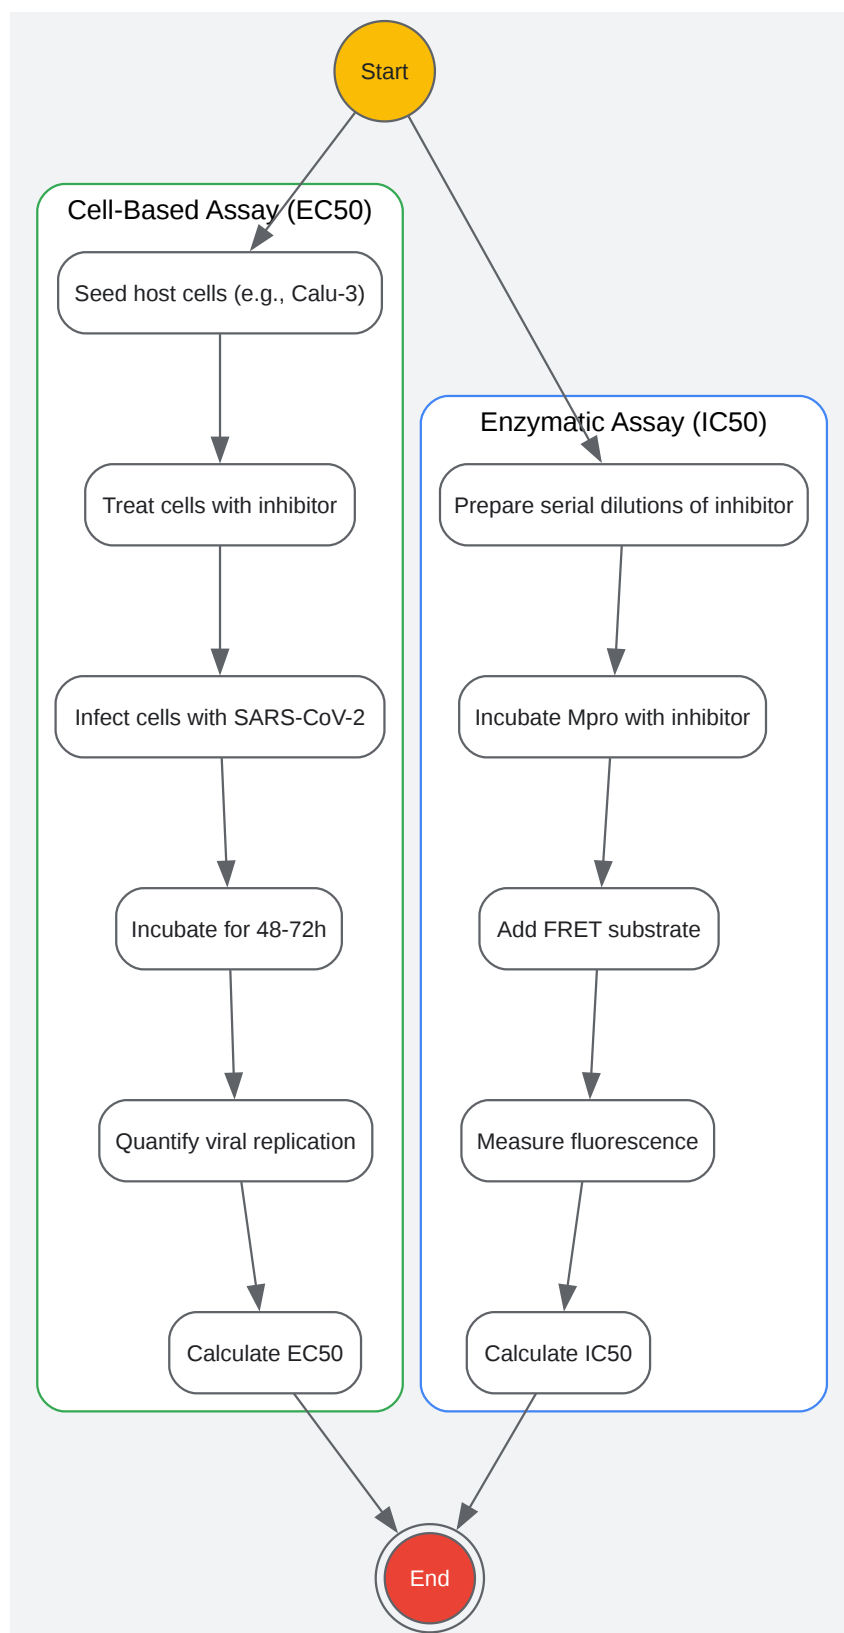 Start
Cell-Based Assay (EC50)
Seed host cells (e.g., Calu-3)
Treat cells with inhibitor
Infect cells with SARS-CoV-2
Incubate for 48-72h
Quantify viral replication
Calculate EC50
Enzymatic Assay (IC50)
Prepare serial dilutions of inhibitor
Incubate Mpro with inhibitor
Add FRET substrate
Measure fluorescence
Calculate IC50
End